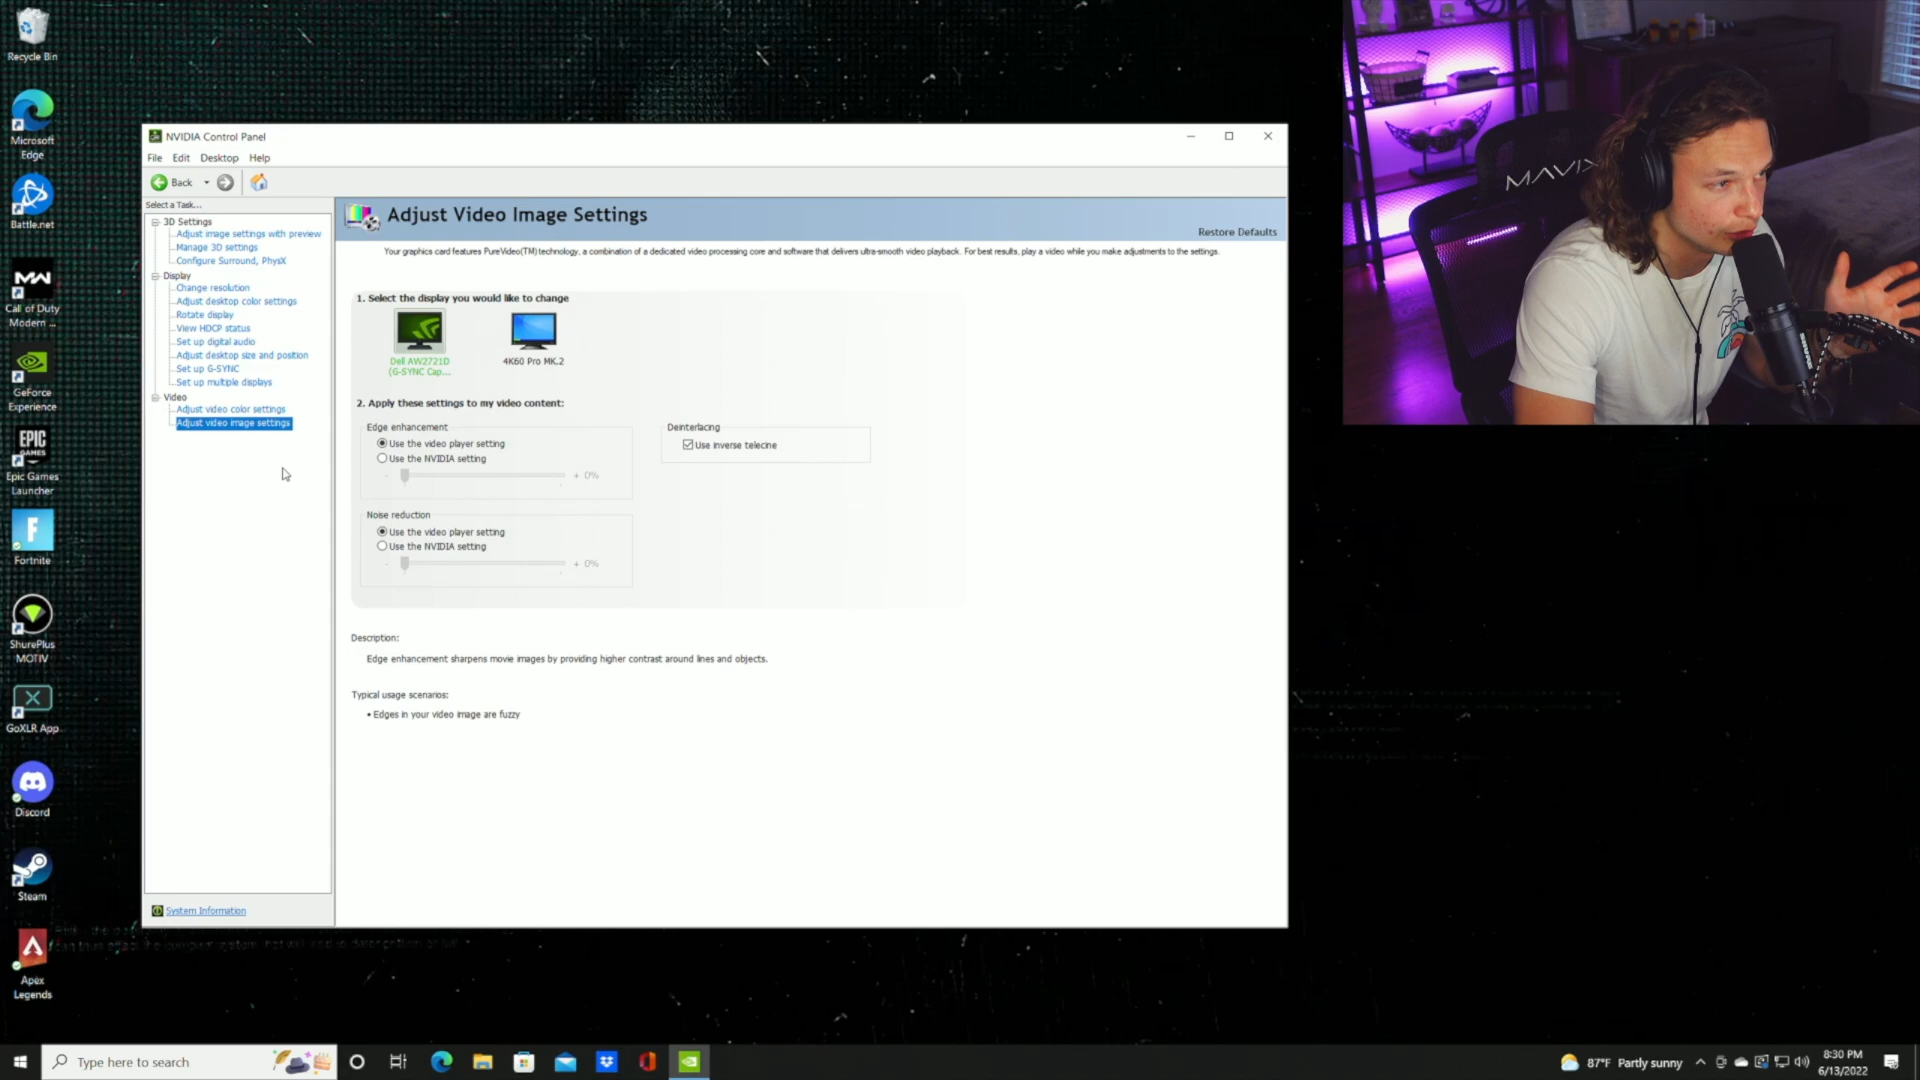 Recycle Bin
Microsoft
Edge
Battle.net
MW
Call of Duty
Modern ...
GeForce
Experience
EPIC
GAMES
Epic Games
Launcher
F
Fortnite
ShurePlus
MOTIV
GoXLR App
Discord
Steam
Apex
Legends
NVIDIA Control Panel
File Edit Desktop Help
Back
Select a Task...
3D Settings
Adjust image settings with preview
Manage 3D settings
Configure Surround, PhysX
Display
Change resolution
Adjust desktop color settings
Rotate display
View HDCP status
Set up digital audio
Adjust desktop size and position
Set up G-SYNC
Set up multiple displays
Video
Adjust video color settings
Adjust video image settings
System Information
Adjust Video Image Settings
Restore Defaults
Your graphics card features PureVideo(TM) technology, a combination of a dedicated video processing core and software that delivers ultra-smooth video playback. For best results, play a video while you make adjustments to the settings.
1. Select the display you would like to change
Dell AW2721D
(G-SYNC Cap...
4K60 Pro MK.2
2. Apply these settings to my video content:
Edge enhancement
Use the video player setting
Use the NVIDIA setting
- + 0%
Deinterlacing
Use inverse telecine
Noise reduction
Use the video player setting
Use the NVIDIA setting
- + 0%
Description:
Edge enhancement sharpens movie images by providing higher contrast around lines and objects.
Typical usage scenarios:
• Edges in your video image are fuzzy
MAVIX
SHURE
Type here to search
87°F Partly sunny
8:30 PM
6/13/2022